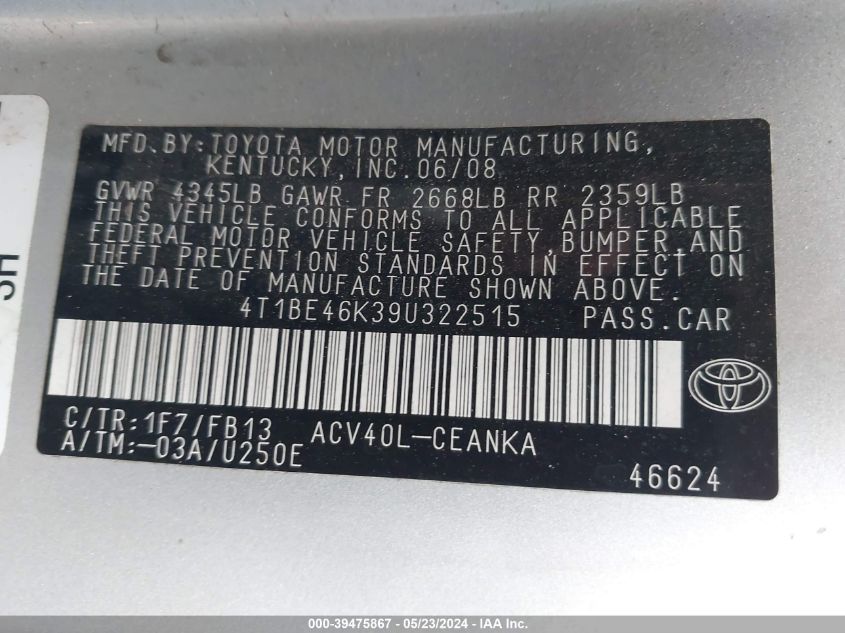 MFD.BY:TOYOTA MOTOR MANUFACTURING,
KENTUCKY,INC.06/08
GVWR 4345LB GAWR FR 2668LB RR 2359LB
THIS VEHICLE CONFORMS TO ALL APPLICABLE
FEDERAL MOTOR VEHICLE SAFETY,BUMPER,AND
THEFT PREVENTION STANDARDS IN EFFECT ON
THE DATE OF MANUFACTURE SHOWN ABOVE.
4T1BE46K39U322515 PASS.CAR
C/TR:1F7/FB13 ACV40L-CEANKA
A/TM:-03A/U250E
46624
000-39475867 - 05/23/2024 - IAA Inc.